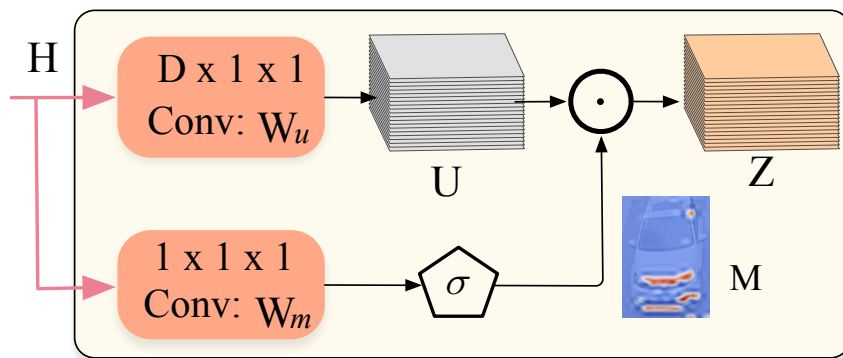 H
D x 1 x 1
Conv: Wu
U
Z
1 x 1 x 1
Conv: Wm
σ
M